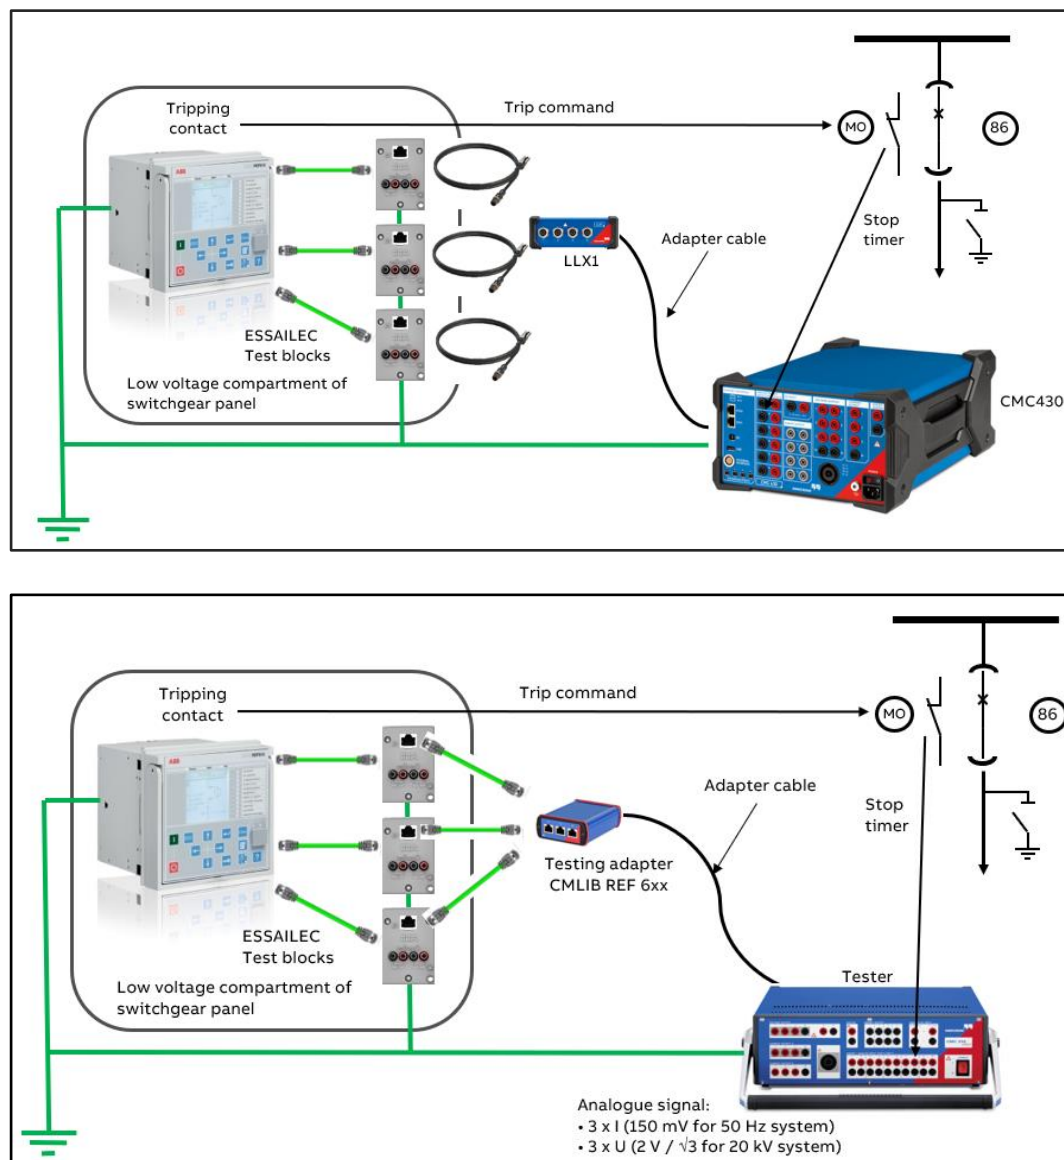 Tripping
contact
Trip command
MO
86
ABB
Stop
timer
Adapter cable
LLX1
ESSAILEC
Test blocks
Low voltage compartment of
switchgear panel
CMC430
Tripping
contact
Trip command
MO
86
ABB
Adapter cable
Stop
timer
Testing adapter
CMLIB REF 6xx
ESSAILEC
Test blocks
Low voltage compartment of
switchgear panel
Tester
Analogue signal:
• 3 x I (150 mV for 50 Hz system)
• 3 x U (2 V / √3 for 20 kV system)